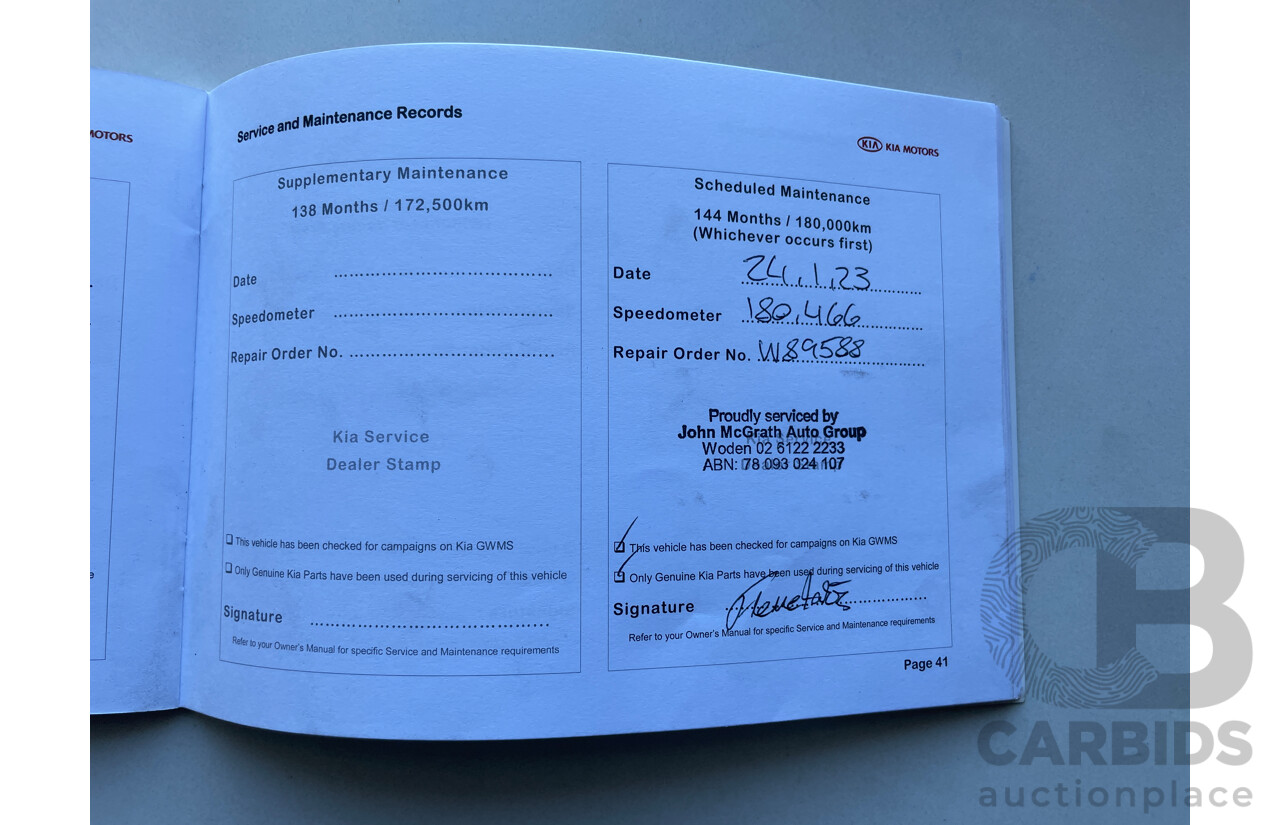 MOTORS
Service and Maintenance Records
Supplementary Maintenance
138 Months / 172,500km
Date ........................................
Speedometer ........................................
Repair Order No. ......................................
Kia Service
Dealer Stamp
This vehicle has been checked for campaigns on Kia GWMS
Only Genuine Kia Parts have been used during servicing of this vehicle
Signature ............................................
Refer to your Owner's Manual for specific Service and Maintenance requirements
KIA KIA MOTORS
Scheduled Maintenance
144 Months / 180,000km
(Whichever occurs first)
Date 24.1.23
Speedometer 180,466
Repair Order No. W89588
Proudly serviced by
John McGrath Auto Group
Woden 02 6122 2233
ABN: 78 093 024 107
Kia Service
Dealer Stamp
This vehicle has been checked for campaigns on Kia GWMS
Only Genuine Kia Parts have been used during servicing of this vehicle
Signature
Refer to your Owner's Manual for specific Service and Maintenance requirements
Page 41
CB
CARBIDS
auctionplace